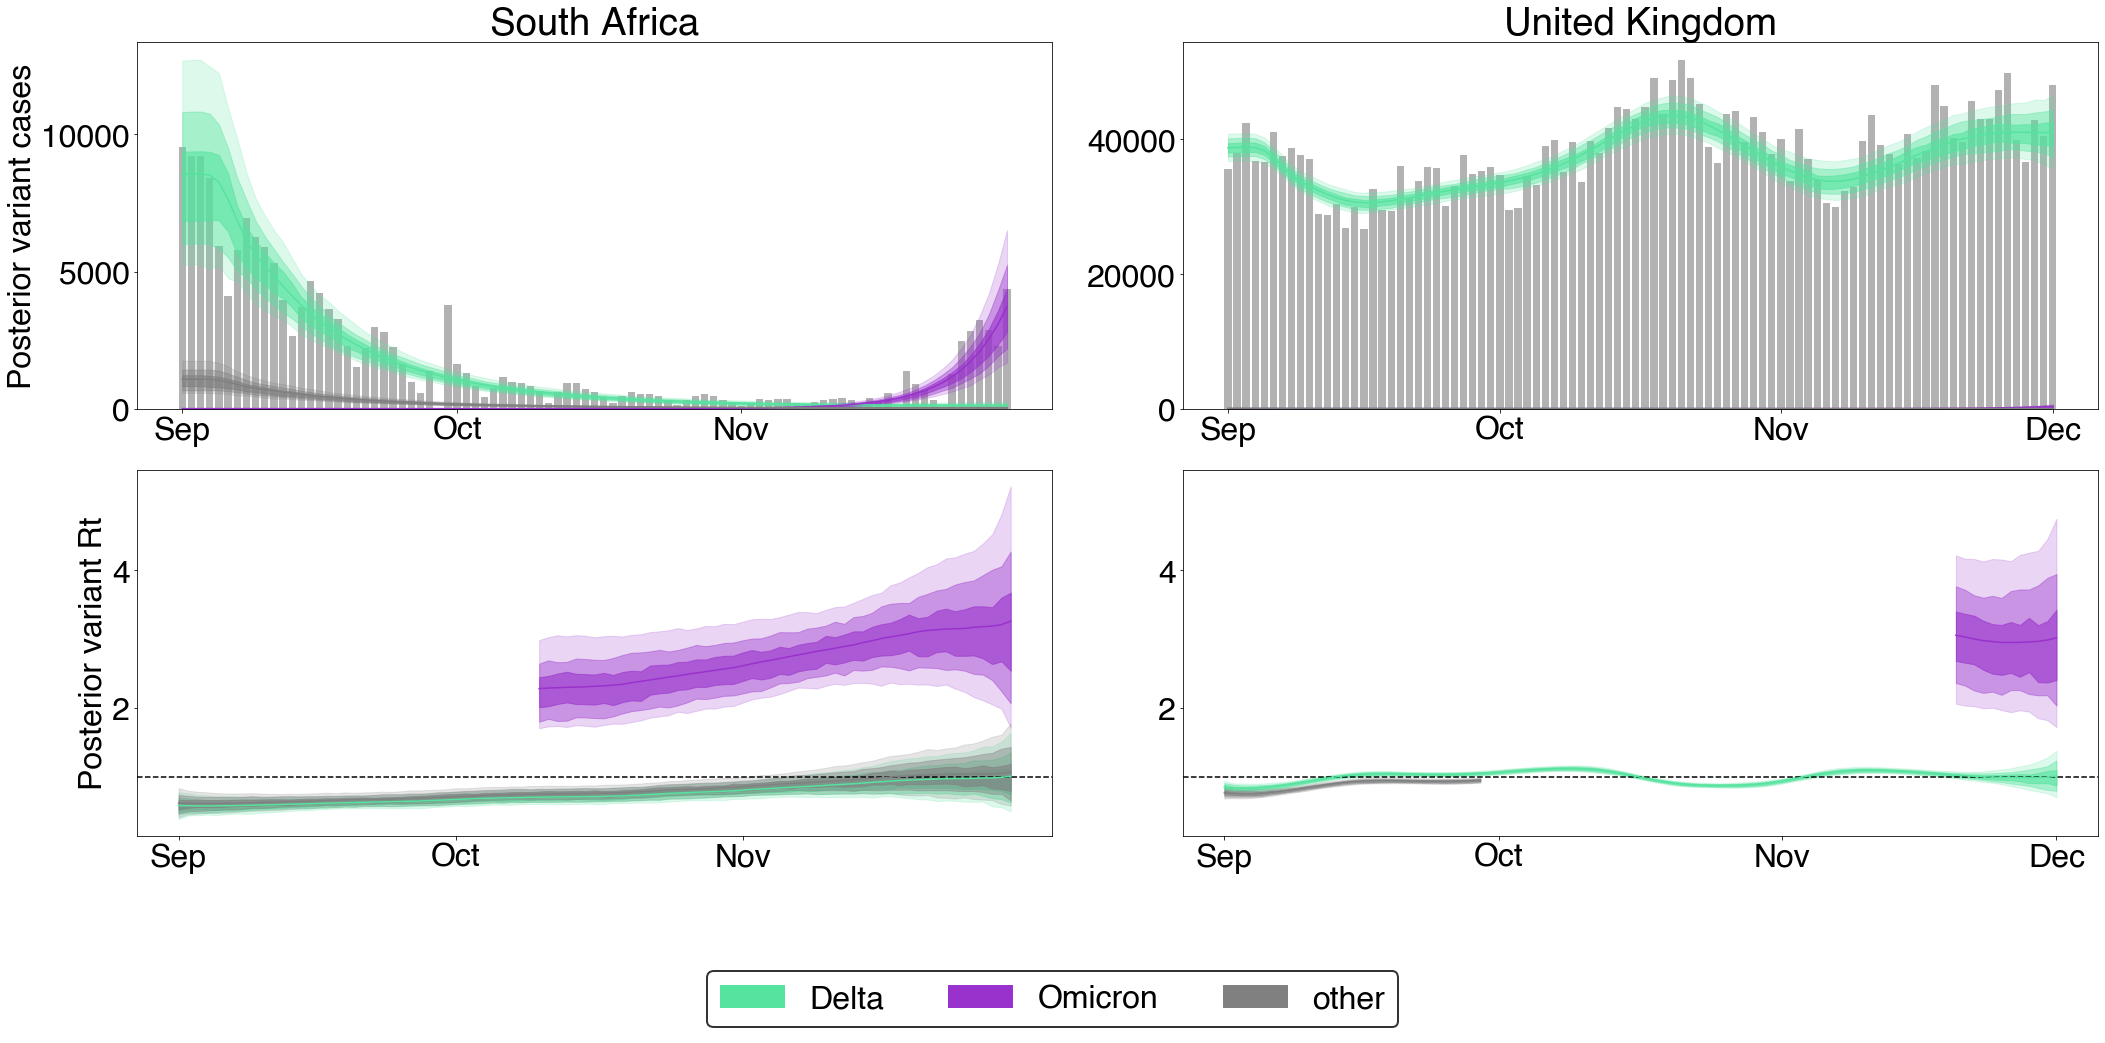 South Africa
United Kingdom
Posterior variant cases
10000
5000
0
Sep
Oct
Nov
40000
20000
0
Sep
Oct
Nov
Dec
Posterior variant Rt
4
2
Sep
Oct
Nov
4
2
Sep
Oct
Nov
Dec
Delta
Omicron
other